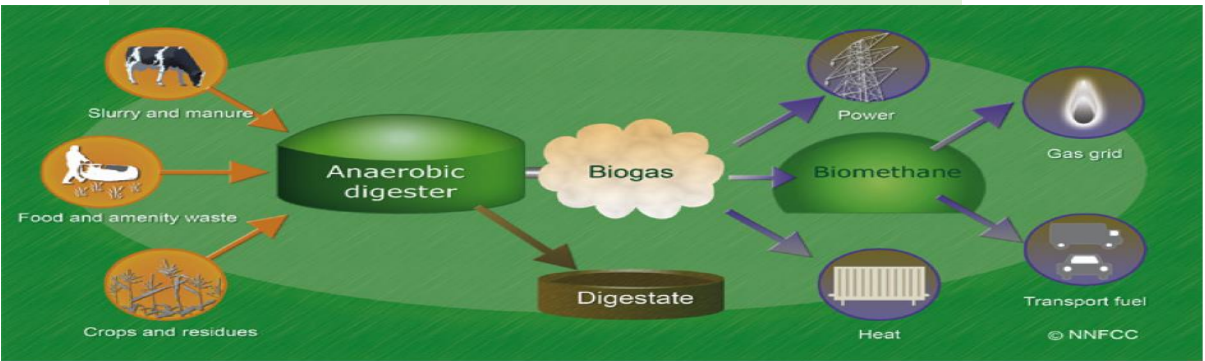 Slurry and manure
Food and amenity waste
Crops and residues
Anaerobic
digester
Biogas
Digestate
Power
Biomethane
Heat
Gas grid
Transport fuel
© NNFCC